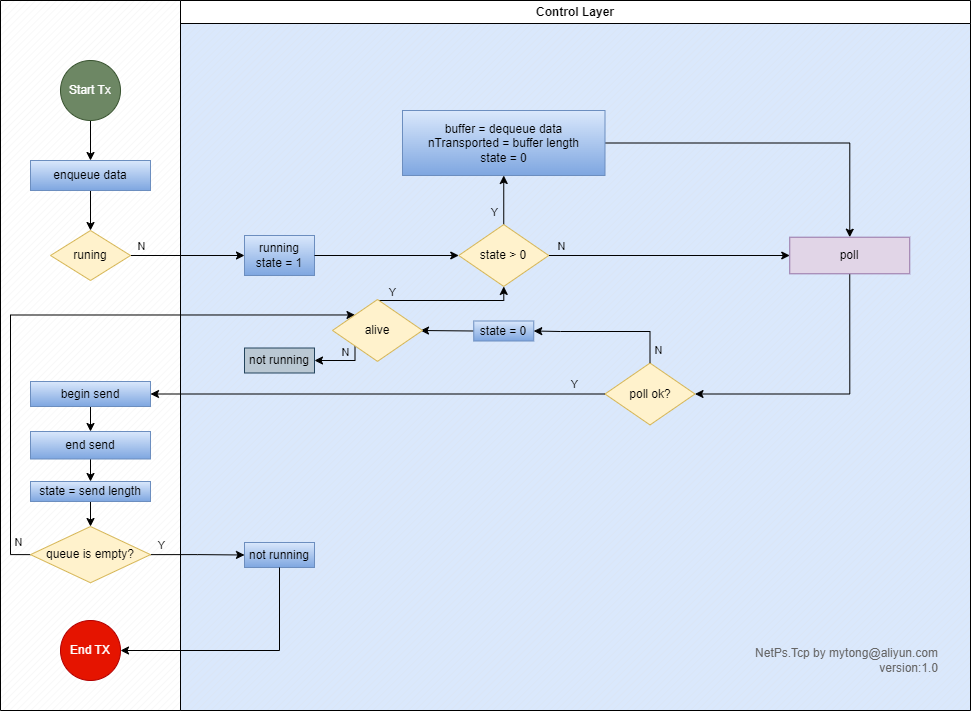 Control Layer
Start Tx
enqueue data
runing
N
running
state = 1
buffer = dequeue data
nTransported = buffer length
state = 0
Y
state > 0
N
poll
Y
alive
state = 0
N
not running
N
poll ok?
Y
begin send
end send
state = send length
N
queue is empty?
Y
not running
End TX
NetPs.Tcp by mytong@aliyun.com
version:1.0